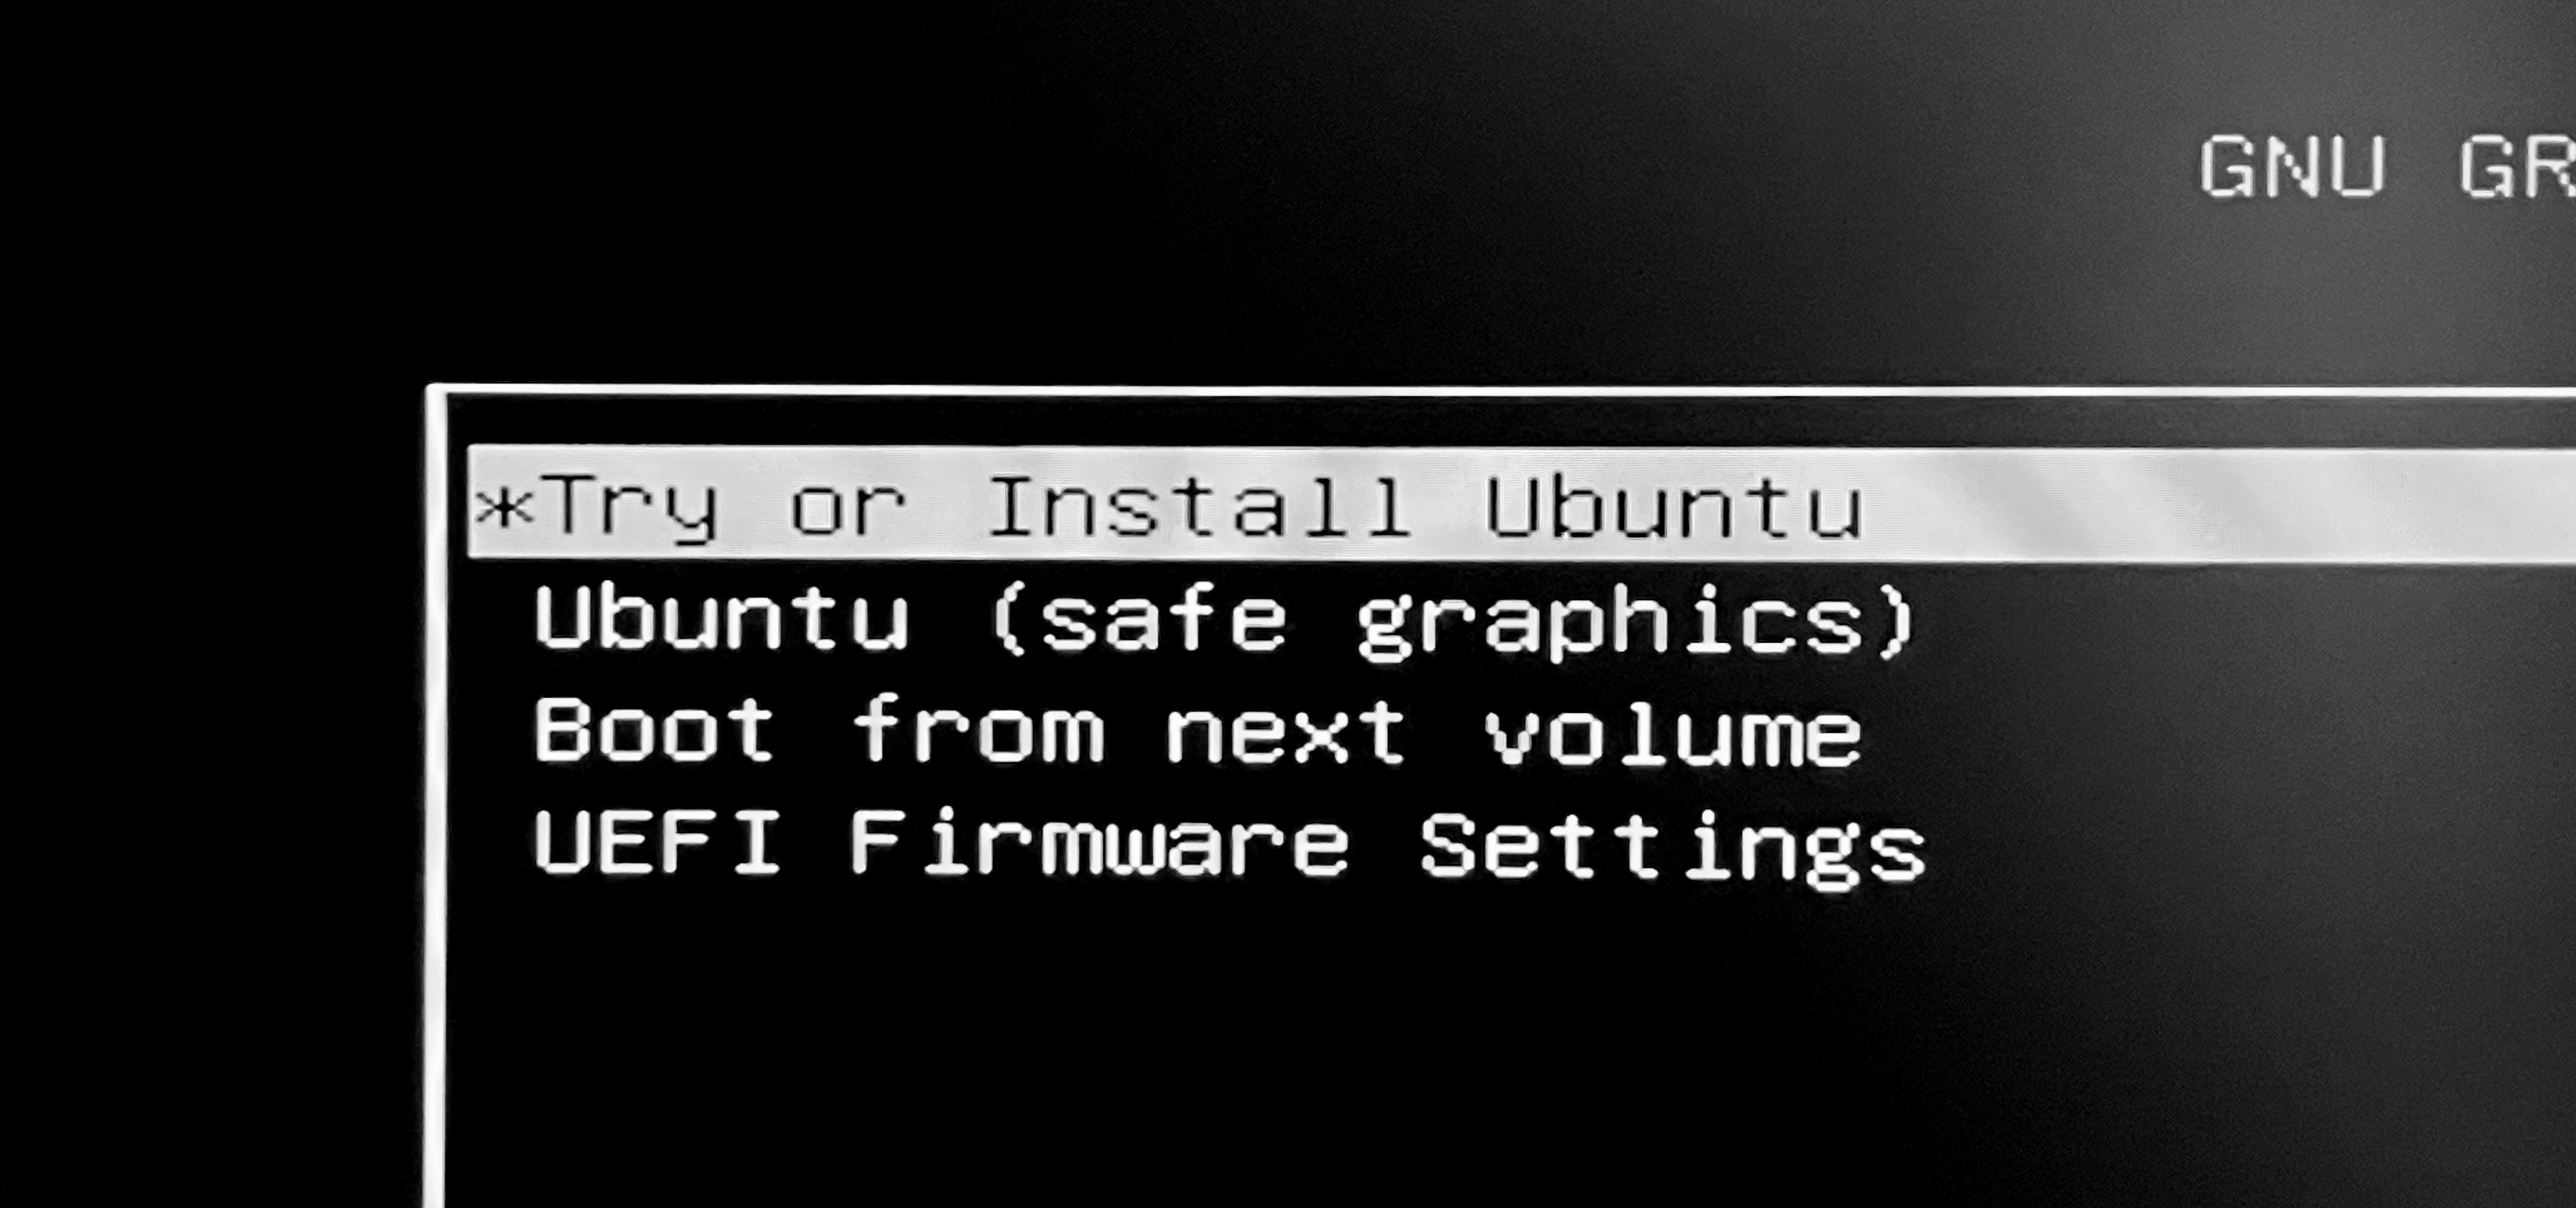 GNU GR
*Try or Install Ubuntu
Ubuntu (safe graphics)
Boot from next volume
UEFI Firmware Settings